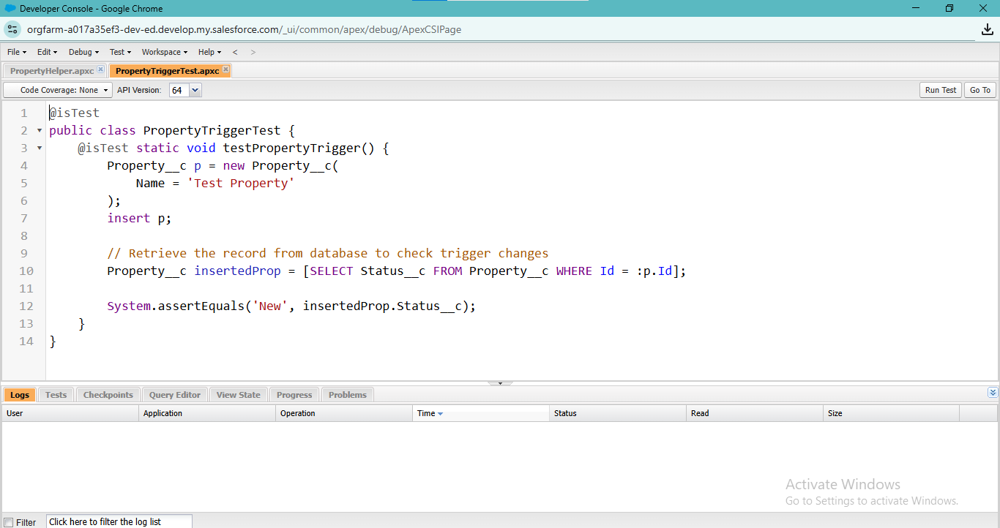 Developer Console - Google Chrome
orgfarm-a017a35ef3-dev-ed.develop.my.salesforce.com/_ui/common/apex/debug/ApexCSIPage
File Edit Debug Test Workspace Help < >
PropertyHelper.apxc PropertyTriggerTest.apxc
Code Coverage: None API Version: 64 Run Test Go To
1 @isTest
2 public class PropertyTriggerTest {
3 @isTest static void testPropertyTrigger() {
4 Property__c p = new Property__c(
5 Name = 'Test Property'
6 );
7 insert p;
8
9 // Retrieve the record from database to check trigger changes
10 Property__c insertedProp = [SELECT Status__c FROM Property__c WHERE Id = :p.Id];
11
12 System.assertEquals('New', insertedProp.Status__c);
13 }
14 }
Logs Tests Checkpoints Query Editor View State Progress Problems
User Application Operation Time Status Read Size
Activate Windows
Go to Settings to activate Windows.
Filter Click here to filter the log list